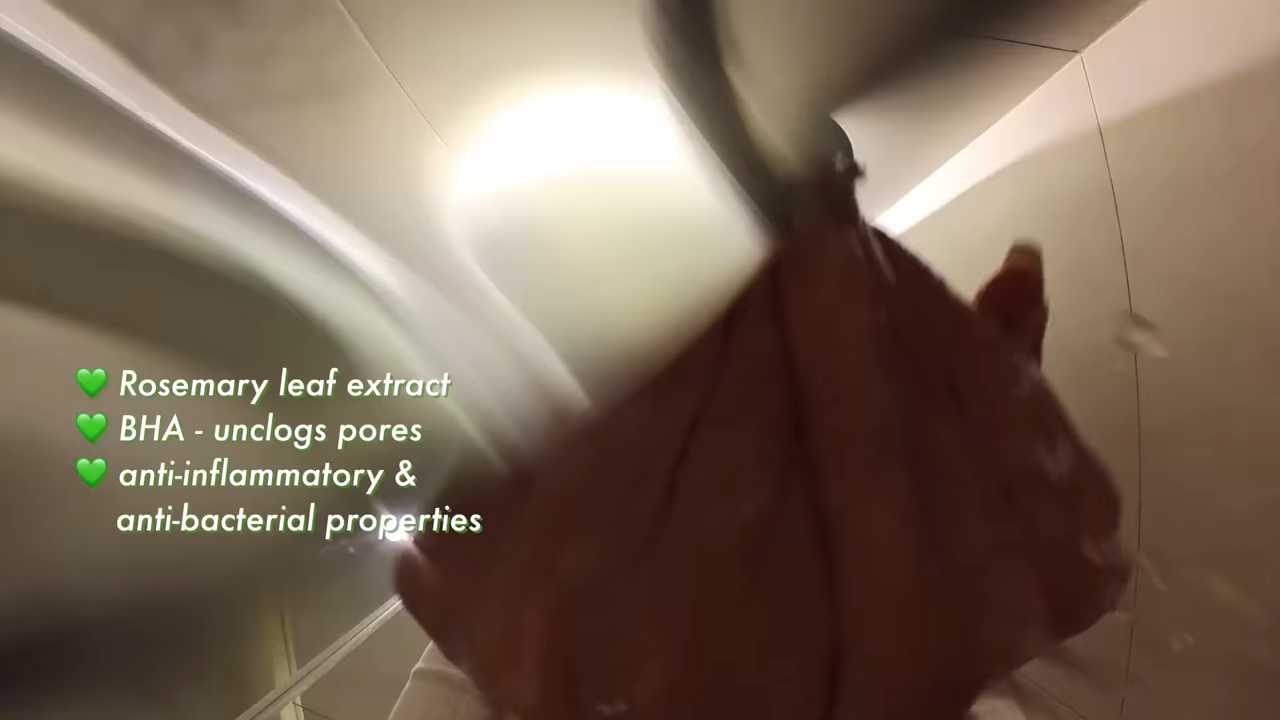 💚 Rosemary leaf extract
💚 BHA - unclogs pores
💚 anti-inflammatory &
anti-bacterial properties